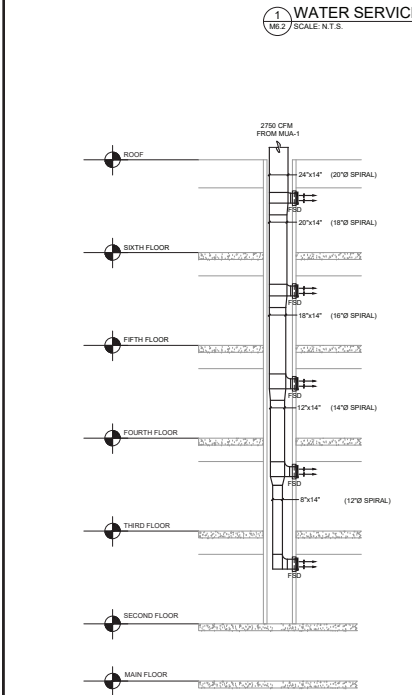 1
M6.2
WATER SERVICE
SCALE: N.T.S.
2750 CFM
FROM MUA-1
ROOF
24"x14" (20"Ø SPIRAL)
FSD
20"x14" (18"Ø SPIRAL)
SIXTH FLOOR
FSD
18"x14" (16"Ø SPIRAL)
FIFTH FLOOR
FSD
12"x14" (14"Ø SPIRAL)
FOURTH FLOOR
FSD
8"x14" (12"Ø SPIRAL)
THIRD FLOOR
FSD
SECOND FLOOR
MAIN FLOOR